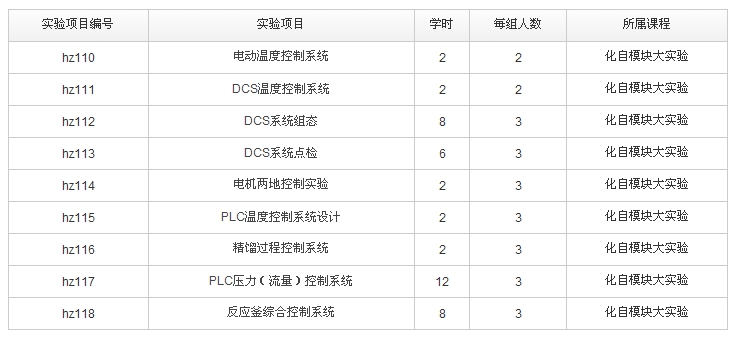 实验项目编号 实验项目 学时 每组人数 所属课程
hz110 电动温度控制系统 2 2 化自模块大实验
hz111 DCS温度控制系统 2 2 化自模块大实验
hz112 DCS系统组态 8 3 化自模块大实验
hz113 DCS系统点检 6 3 化自模块大实验
hz114 电机两地控制实验 2 3 化自模块大实验
hz115 PLC温度控制系统设计 2 3 化自模块大实验
hz116 精馏过程控制系统 2 3 化自模块大实验
hz117 PLC压力（流量）控制系统 12 3 化自模块大实验
hz118 反应釜综合控制系统 8 3 化自模块大实验